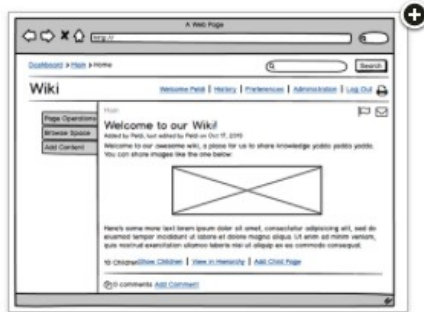 A Web Page
http://
Dashboard > Main > Home
Search
Wiki
Welcome Peldi | History | Preferences | Administration | Log Out
Page Operations
Browse Space
Add Content
Main
Welcome to our Wiki!
Added by Peldi, last edited by Peldi on Oct 17, 2010
Welcome to our awesome wiki, a place for us to share knowledge yadda yadda yadda.
You can share images like the one below:
Here's some more text lorem ipsum dolor sit amet, consectetur adipisicing elit, sed do
eiusmod tempor incididunt ut labore et dolore magna aliqua. Ut enim ad minim veniam,
quis nostrud exercitation ullamco laboris nisi ut aliquip ex ea commodo consequat.
10 Children Show Children | View in Hierarchy | Add Child Page
0 comments Add Comment